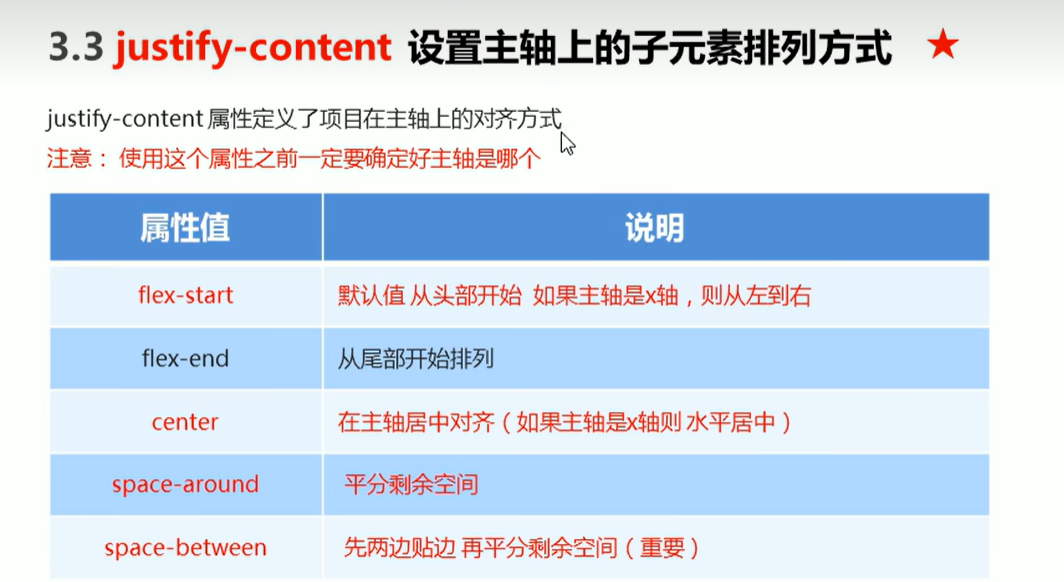 3.3 justify-content 设置主轴上的子元素排列方式
justify-content 属性定义了项目在主轴上的对齐方式
注意： 使用这个属性之前一定要确定好主轴是哪个
属性值 说明
flex-start 默认值 从头部开始 如果主轴是x轴，则从左到右
flex-end 从尾部开始排列
center 在主轴居中对齐（如果主轴是x轴则 水平居中）
space-around 平分剩余空间
space-between 先两边贴边 再平分剩余空间（重要）